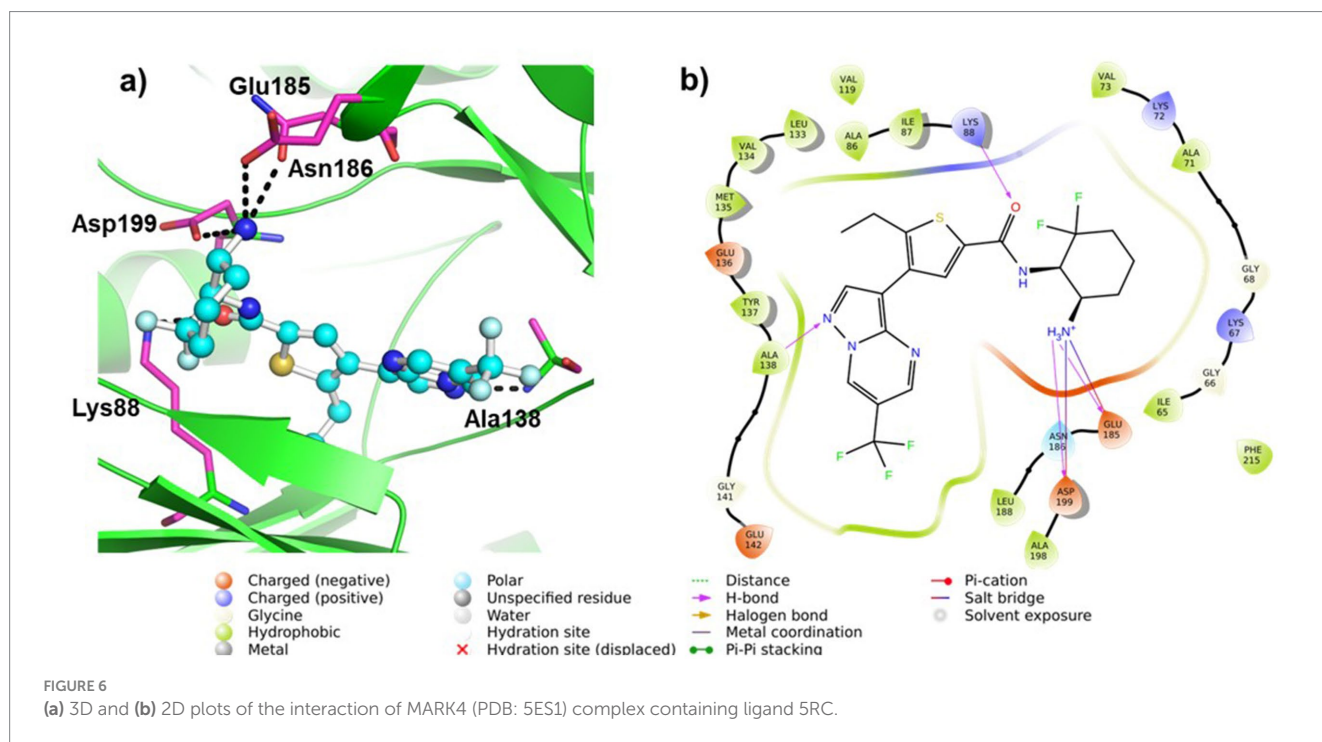 a)
Glu185
Asn186
Asp199
Lys88
Ala138
b)
VAL
119
VAL
73
LYS
72
LEU
133
ILE
87
LYS
88
ALA
86
VAL
134
ALA
71
MET
135
GLU
136
TYR
137
ALA
138
GLY
141
GLU
142
S
O
F
F
N
H
N
N
N
H3N+
F
F
F
GLY
68
LYS
67
GLY
66
ILE
65
ASN
186
GLU
185
PHE
215
LEU
188
ASP
199
ALA
198
Charged (negative)
Charged (positive)
Glycine
Hydrophobic
Metal
Polar
Unspecified residue
Water
Hydration site
Hydration site (displaced)
Distance
H-bond
Halogen bond
Metal coordination
Pi-Pi stacking
Pi-cation
Salt bridge
Solvent exposure
FIGURE 6
(a) 3D and (b) 2D plots of the interaction of MARK4 (PDB: 5ES1) complex containing ligand 5RC.